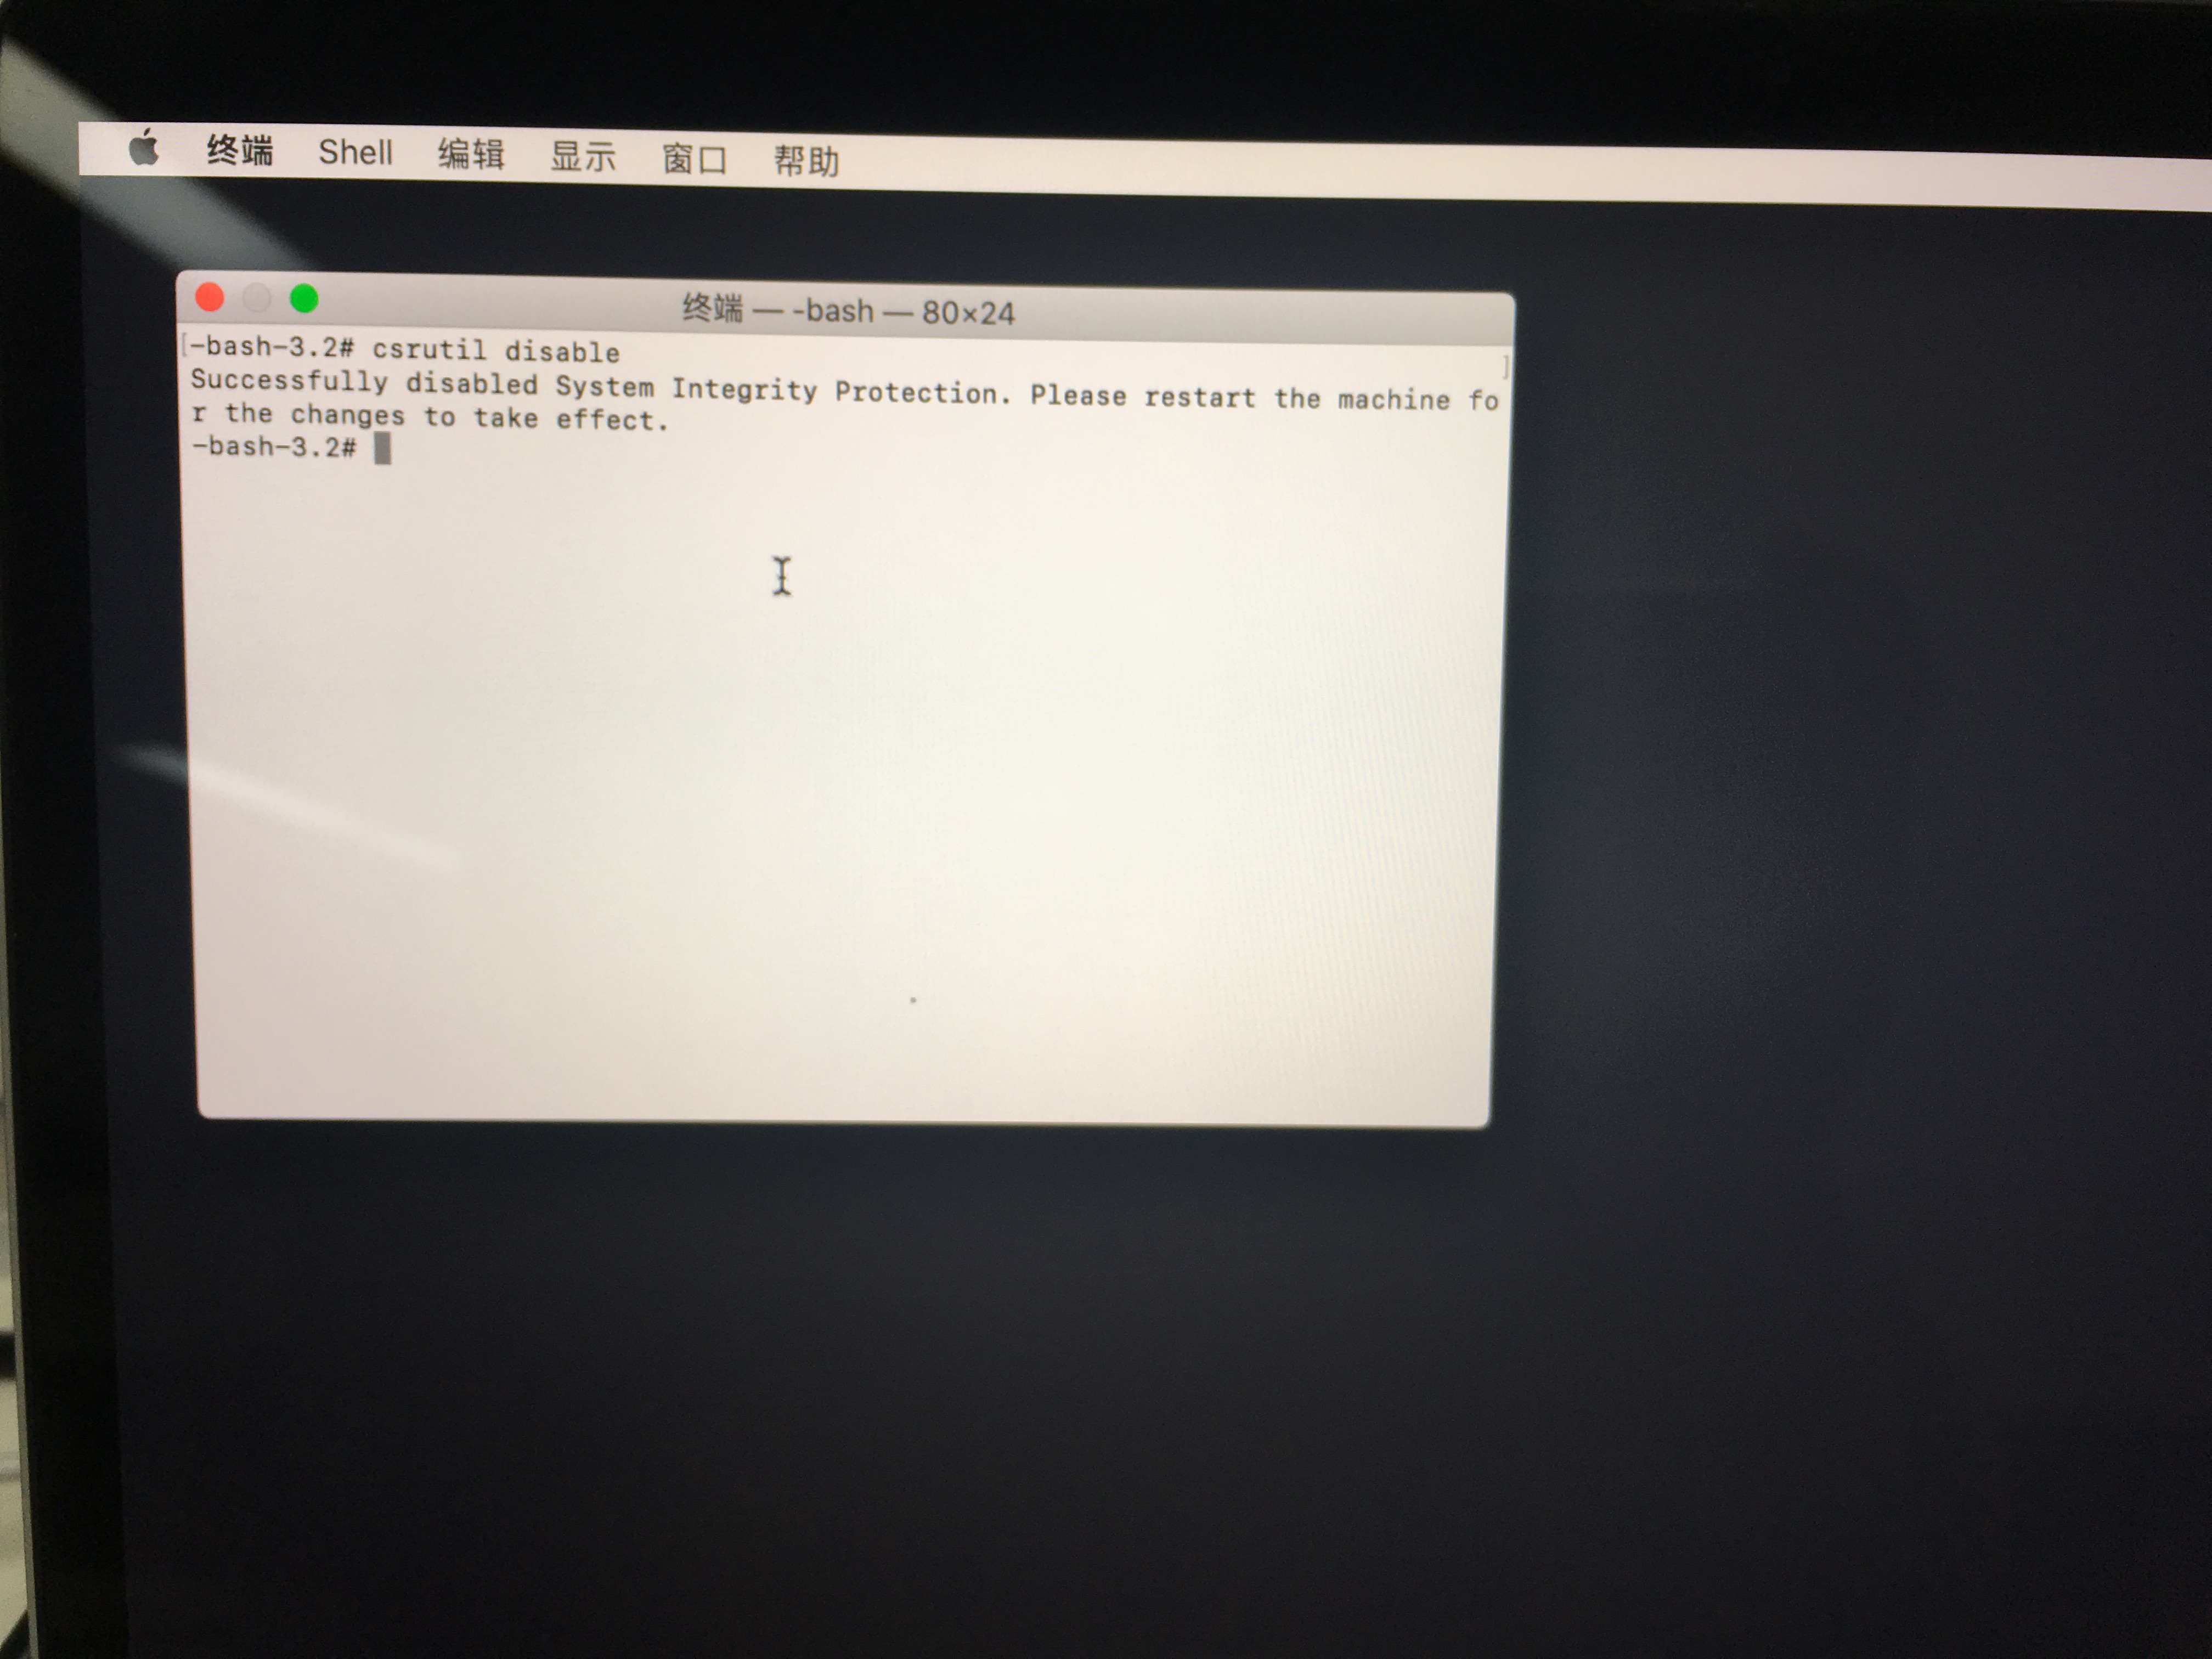 终端 Shell 编辑 显示 窗口 帮助
终端 — -bash — 80×24
[-bash-3.2# csrutil disable ]
Successfully disabled System Integrity Protection. Please restart the machine fo
r the changes to take effect.
-bash-3.2#